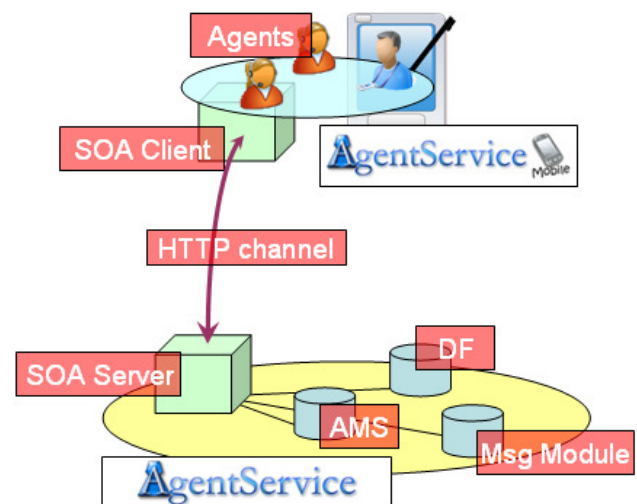 Agents
SOA Client
AgentService
Mobile
HTTP channel
DF
SOA Server
AMS
Msg Module
AgentService